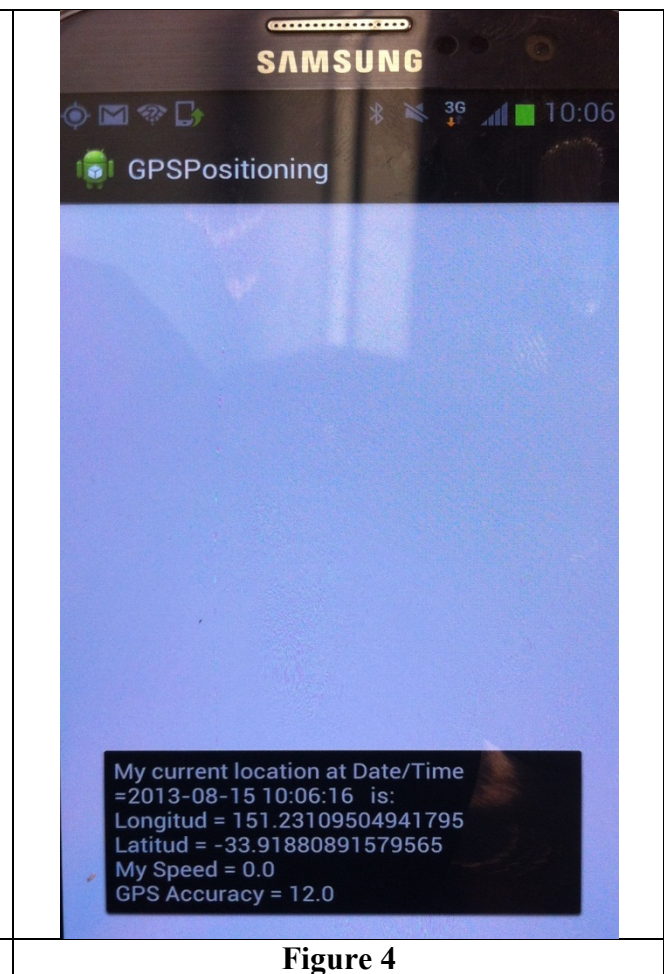 SAMSUNG
3G 10:06
GPSPositioning
My current location at Date/Time
=2013-08-15 10:06:16 is:
Longitud = 151.23109504941795
Latitud = -33.91880891579565
My Speed = 0.0
GPS Accuracy = 12.0
Figure 4